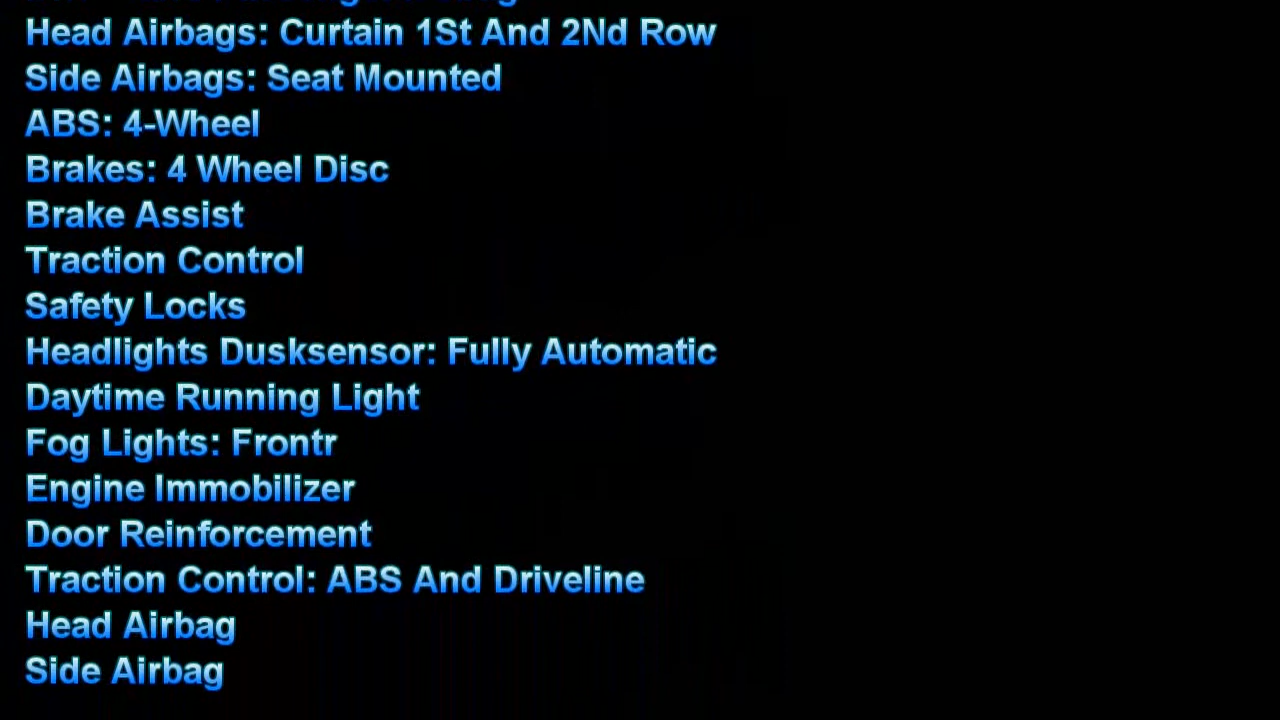 Head Airbags: Curtain 1St And 2Nd Row
Side Airbags: Seat Mounted
ABS: 4-Wheel
Brakes: 4 Wheel Disc
Brake Assist
Traction Control
Safety Locks
Headlights Dusksensor: Fully Automatic
Daytime Running Light
Fog Lights: Frontr
Engine Immobilizer
Door Reinforcement
Traction Control: ABS And Driveline
Head Airbag
Side Airbag